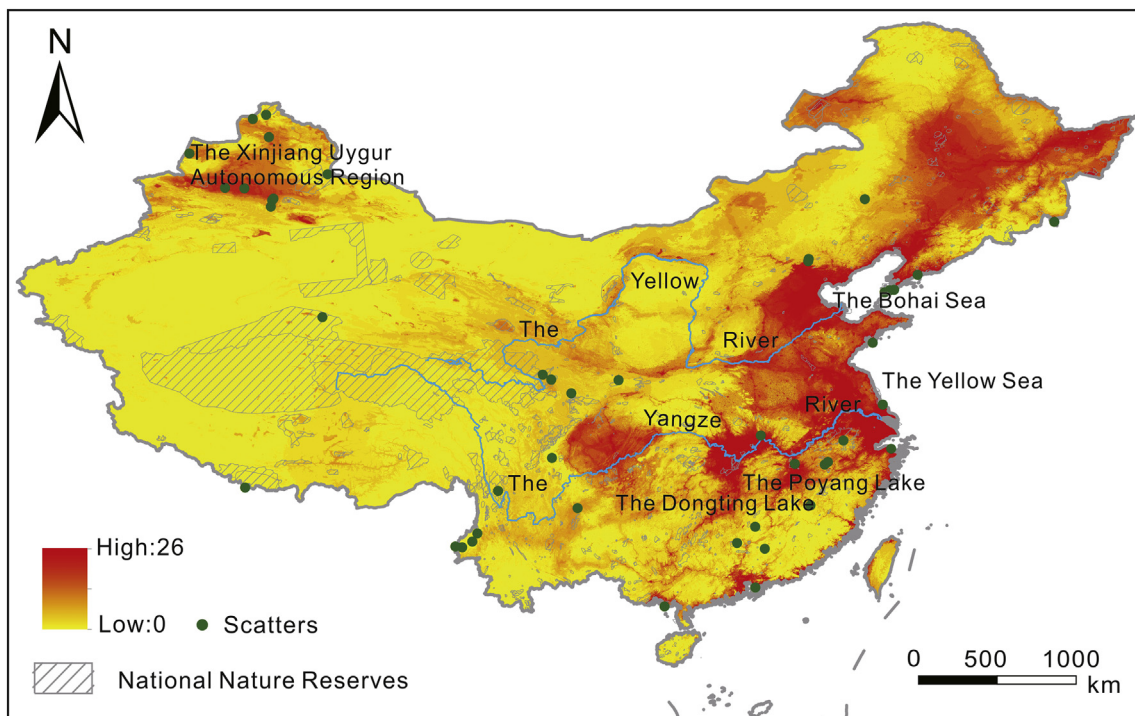 N
The Xinjiang Uygur
Autonomous Region
Yellow
The Bohai Sea
The
River
The Yellow Sea
River
Yangze
The
The Poyang Lake
The Dongting Lake
High:26
Low:0
Scatters
National Nature Reserves
0 500 1000
km